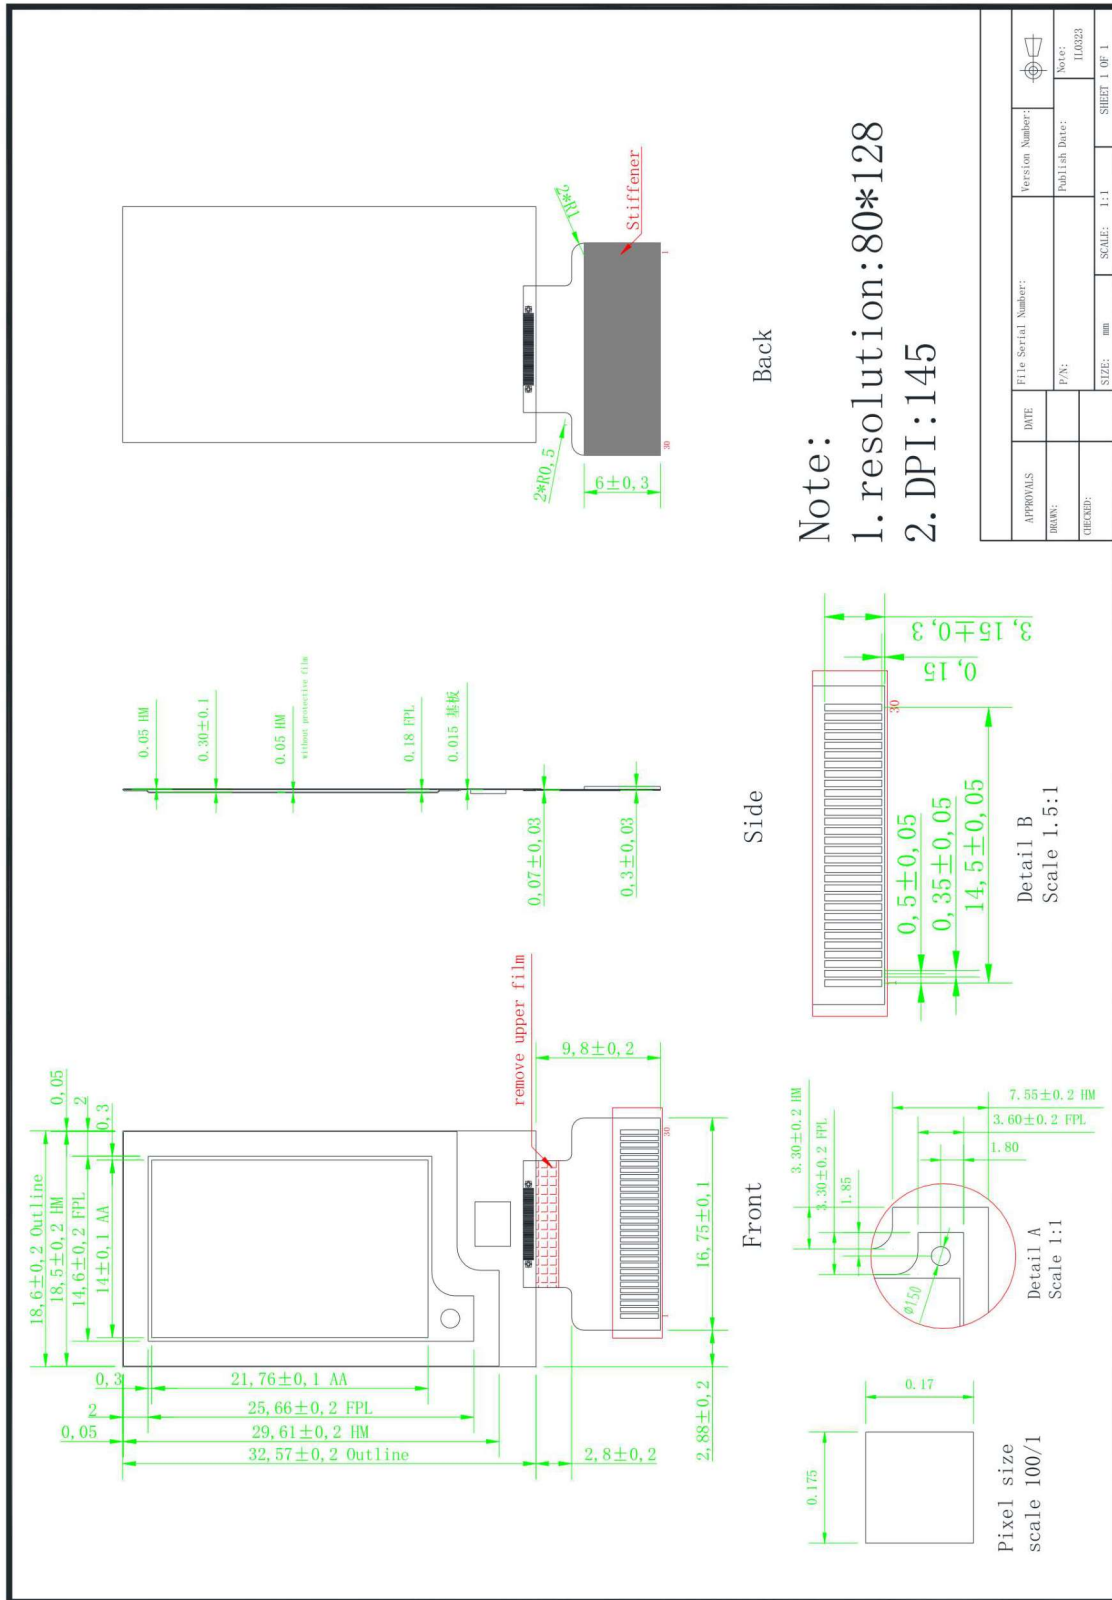 18,6±0,2 Outline
18,5±0,2 HM
14,6±0,2 FPL
14±0,1 AA
0,05
2
0,3
0,3
2
0,05
21,76±0,1 AA
25,66±0,2 FPL
29,61±0,2 HM
32,57±0,2 Outline
2,8±0,2
2,88±0,2
16,75±0,1
9,8±0,2
remove upper film
1
30
Front
0.05 HM
0.30±0.1
0.05 HM
without protective film
0.18 FPL
0.015 基板
0,07±0,03
0,3±0,03
Side
2*R1
Stiffener
2*R0,5
6±0,3
1
30
Back
Pixel size
scale 100/1
0.175
0.17
Detail A
Scale 1:1
3.30±0.2 HM
3.30±0.2 FPL
1.85
7.55±0.2 HM
3.60±0.2 FPL
1.80
ø150
Detail B
Scale 1.5:1
0,5±0,05
0,35±0,05
14,5±0,05
3,15±0,3
0,15
1
30
Note:
1.resolution:80*128
2.DPI:145
APPROVALS
DATE
DRAWN:
CHECKED:
File Serial Number:
Version Number:
P/N:
Publish Date:
Note:
IL0323
SIZE: mm
SCALE: 1:1
SHEET 1 OF 1